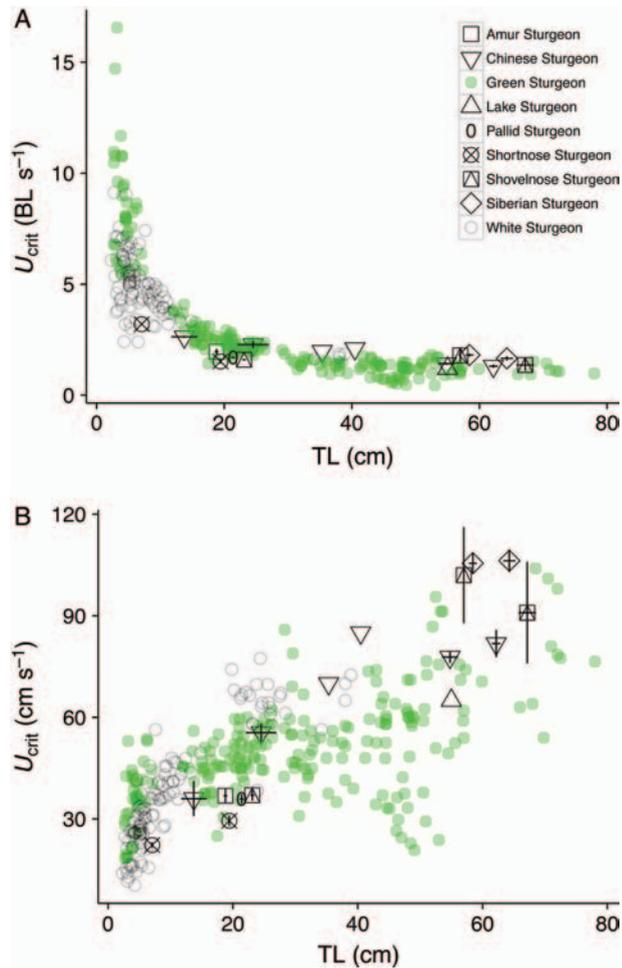 A
15
10
5
0
U crit (BL s⁻¹)
0 20 40 60 80
TL (cm)
Amur Sturgeon
Chinese Sturgeon
Green Sturgeon
Lake Sturgeon
Pallid Sturgeon
Shortnose Sturgeon
Shovelnose Sturgeon
Siberian Sturgeon
White Sturgeon
B
120
90
60
30
U crit (cm s⁻¹)
0 20 40 60 80
TL (cm)